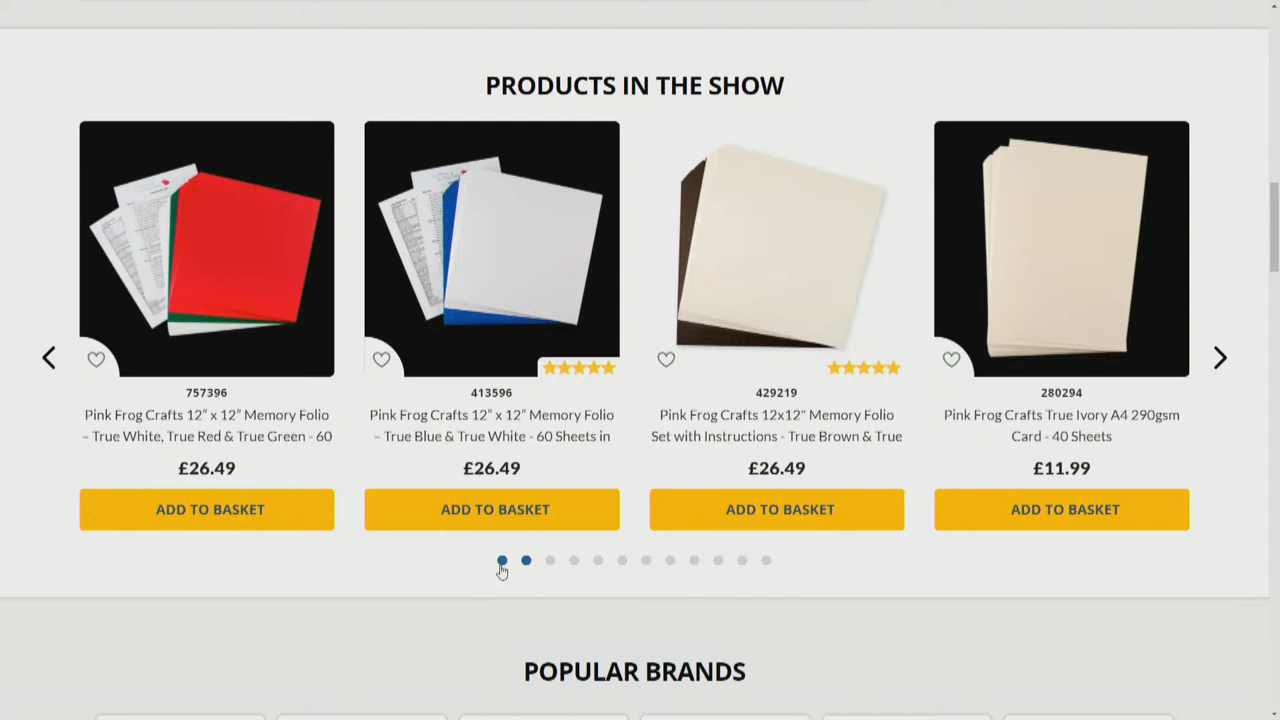 PRODUCTS IN THE SHOW
757396
Pink Frog Crafts 12” x 12” Memory Folio
– True White, True Red & True Green - 60
£26.49
ADD TO BASKET
413596
Pink Frog Crafts 12” x 12” Memory Folio
– True Blue & True White - 60 Sheets in
£26.49
ADD TO BASKET
429219
Pink Frog Crafts 12x12" Memory Folio
Set with Instructions - True Brown & True
£26.49
ADD TO BASKET
280294
Pink Frog Crafts True Ivory A4 290gsm
Card - 40 Sheets
£11.99
ADD TO BASKET
POPULAR BRANDS